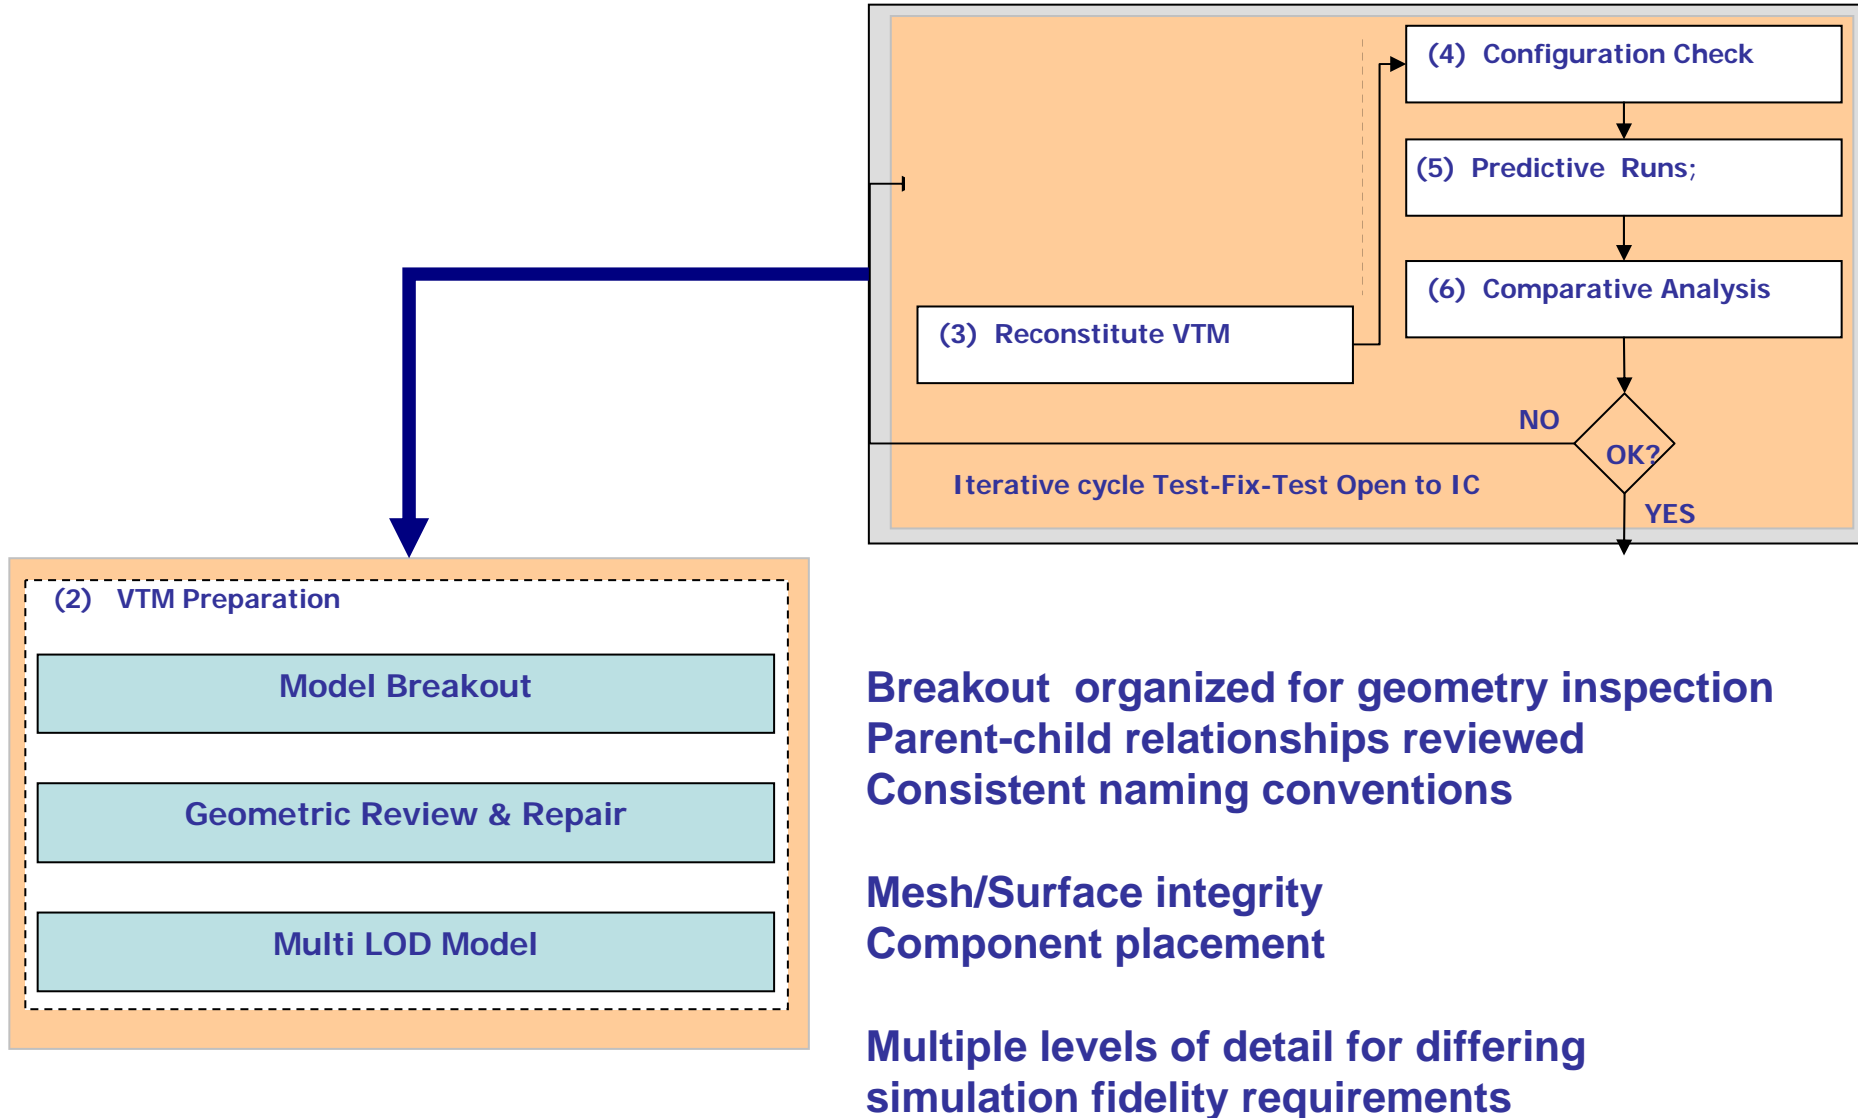 (4) Configuration Check
(5) Predictive Runs;
(6) Comparative Analysis
(3) Reconstitute VTM
NO
OK?
Iterative cycle Test-Fix-Test Open to IC
YES
(2) VTM Preparation
Model Breakout
Geometric Review & Repair
Multi LOD Model
Breakout organized for geometry inspection
Parent-child relationships reviewed
Consistent naming conventions
Mesh/Surface integrity
Component placement
Multiple levels of detail for differing
simulation fidelity requirements